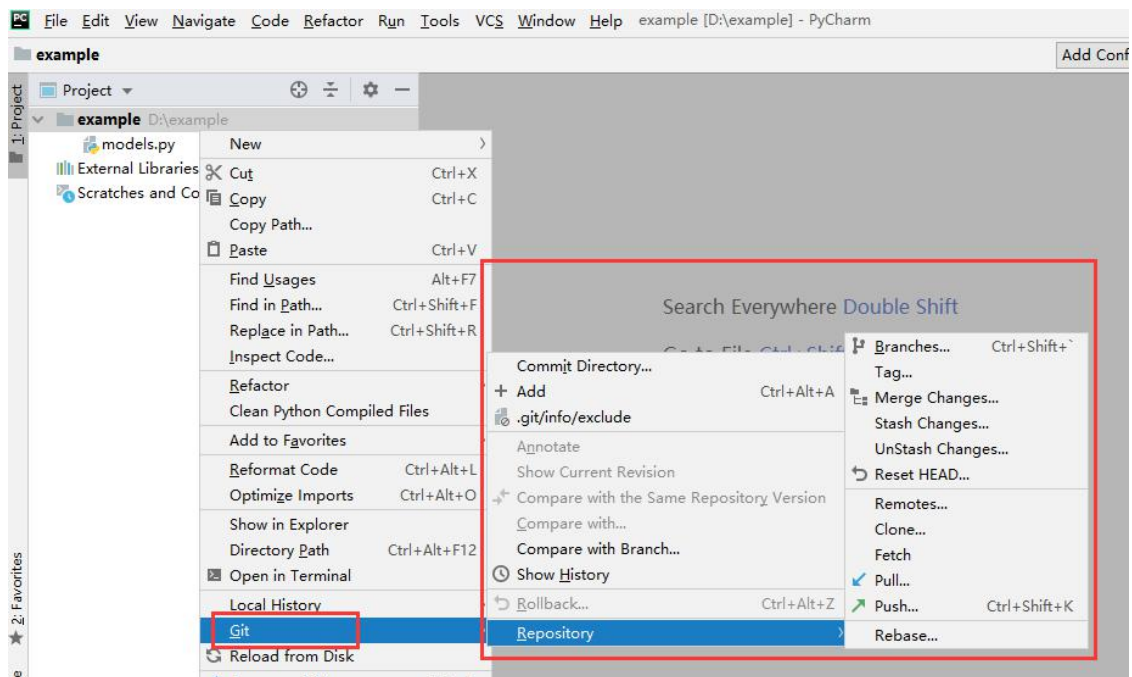 PC File Edit View Navigate Code Refactor Run Tools VCS Window Help example [D:\example] - PyCharm
example
Add Conf
1: Project
Project
example D:\example
models.py
External Libraries
Scratches and Co
2: Favorites
New
Cut Ctrl+X
Copy Ctrl+C
Copy Path...
Paste Ctrl+V
Find Usages Alt+F7
Find in Path... Ctrl+Shift+F
Replace in Path... Ctrl+Shift+R
Inspect Code...
Refactor
Clean Python Compiled Files
Add to Favorites
Reformat Code Ctrl+Alt+L
Optimize Imports Ctrl+Alt+O
Show in Explorer
Directory Path Ctrl+Alt+F12
Open in Terminal
Local History
Git
Reload from Disk
Search Everywhere Double Shift
Go to File Ctrl+Shif
Commit Directory...
Add Ctrl+Alt+A
.git/info/exclude
Annotate
Show Current Revision
Compare with the Same Repository Version
Compare with...
Compare with Branch...
Show History
Rollback... Ctrl+Alt+Z
Repository
Branches... Ctrl+Shift+`
Tag...
Merge Changes...
Stash Changes...
UnStash Changes...
Reset HEAD...
Remotes...
Clone...
Fetch
Pull...
Push... Ctrl+Shift+K
Rebase...